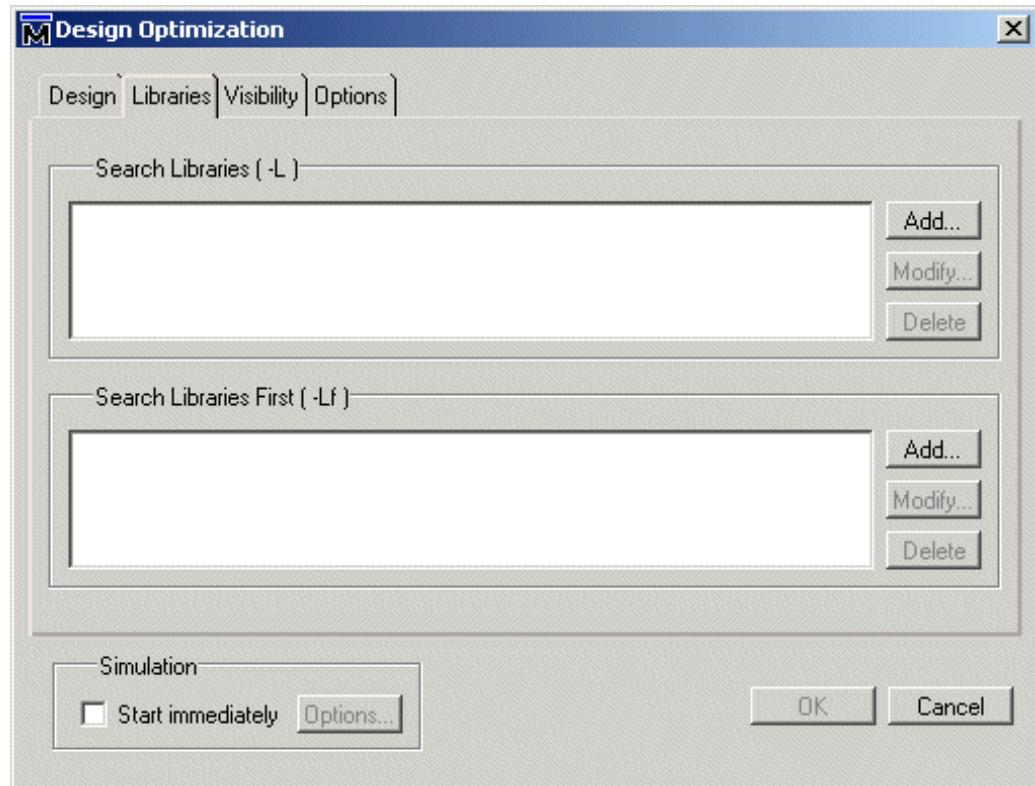 Design Optimization
Design Libraries Visibility Options
Search Libraries ( -L )
Add...
Modify...
Delete
Search Libraries First ( -Lf )
Add...
Modify...
Delete
Simulation
Start immediately Options...
OK Cancel